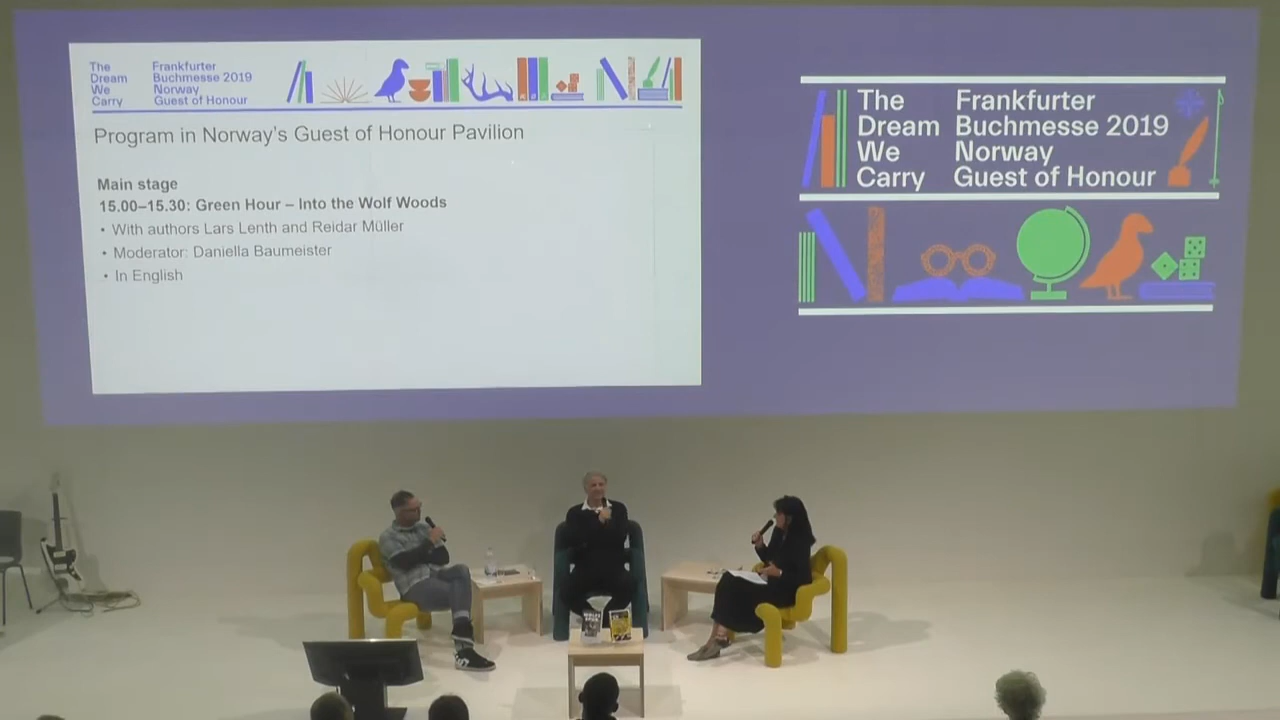 The
Dream
We
Carry
Frankfurter
Buchmesse 2019
Norway
Guest of Honour
Program in Norway's Guest of Honour Pavilion
Main stage
15.00–15.30: Green Hour – Into the Wolf Woods
• With authors Lars Lenth and Reidar Müller
• Moderator: Daniella Baumeister
• In English
The
Dream
We
Carry
Frankfurter
Buchmesse 2019
Norway
Guest of Honour